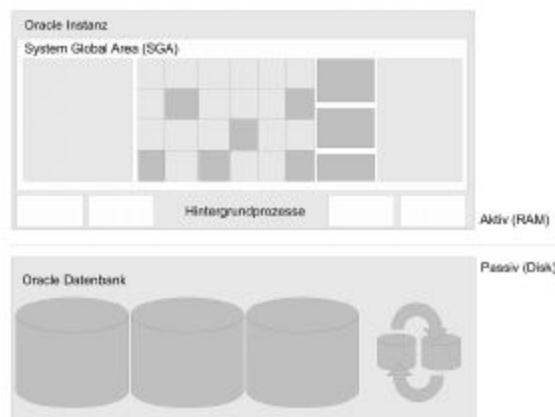 Oracle Instanz
System Global Area (SGA)
Hintergrundprozesse
Aktiv (RAM)
Passiv (Disk)
Oracle Datenbank